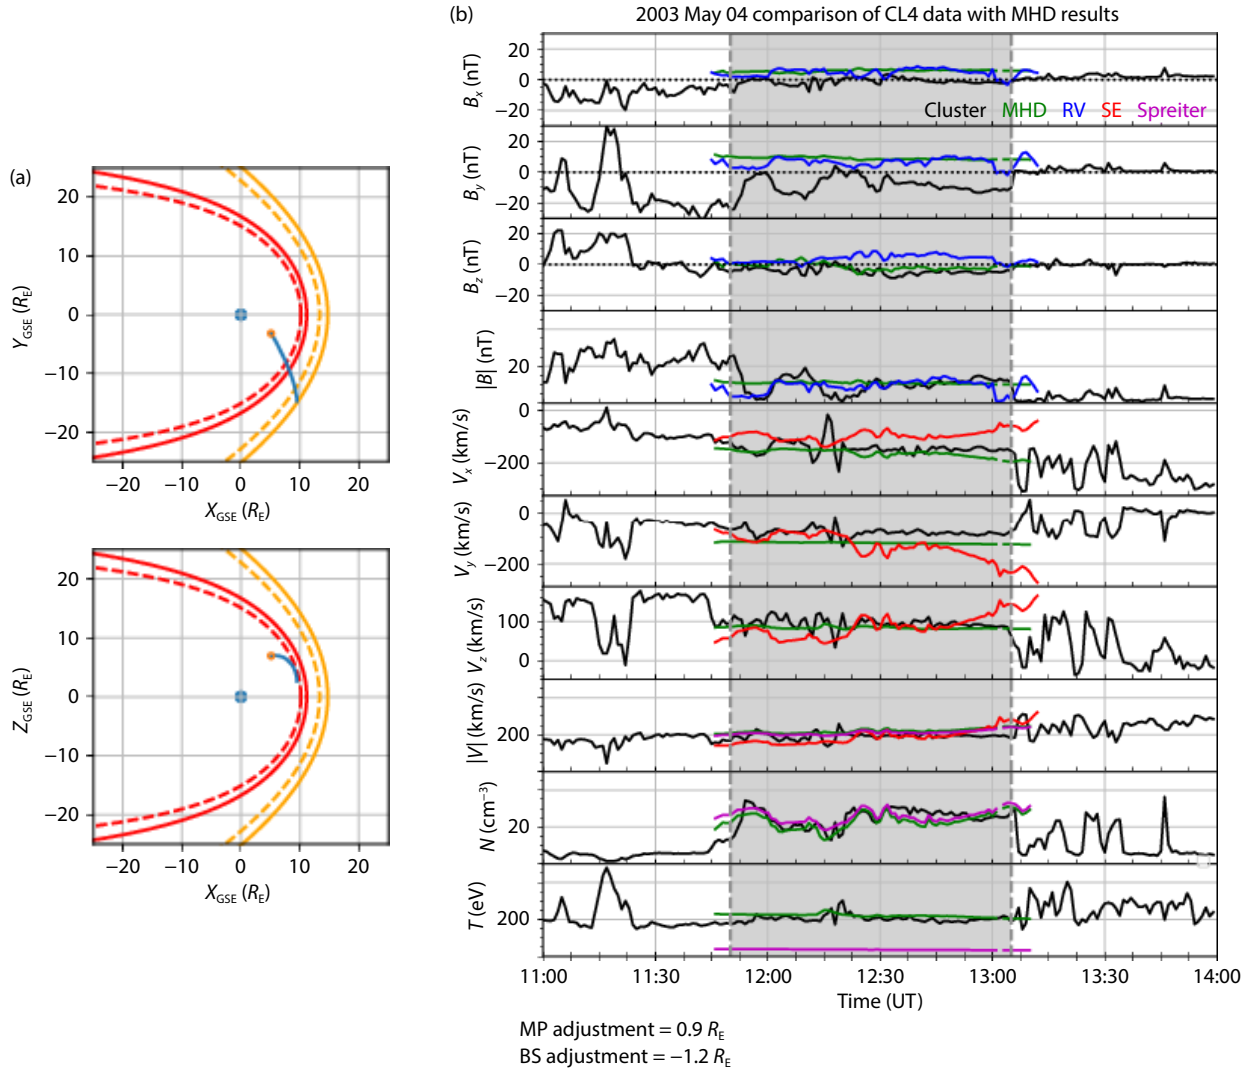 (a)
20
10
0
−10
−20
Y_GSE (R_E)
−20
−10
0
10
20
X_GSE (R_E)
20
10
0
−10
−20
Z_GSE (R_E)
−20
−10
0
10
20
X_GSE (R_E)
(b)
2003 May 04 comparison of CL4 data with MHD results
20
0
−20
B_x (nT)
Cluster MHD RV SE Spreiter
20
0
−20
B_y (nT)
20
0
−20
B_z (nT)
20
|B| (nT)
0
−200
V_x (km/s)
0
−200
V_y (km/s)
100
0
V_z (km/s)
200
|V| (km/s)
20
N (cm⁻³)
200
T (eV)
11:00 11:30 12:00 12:30 13:00 13:30 14:00
Time (UT)
MP adjustment = 0.9 R_E
BS adjustment = −1.2 R_E